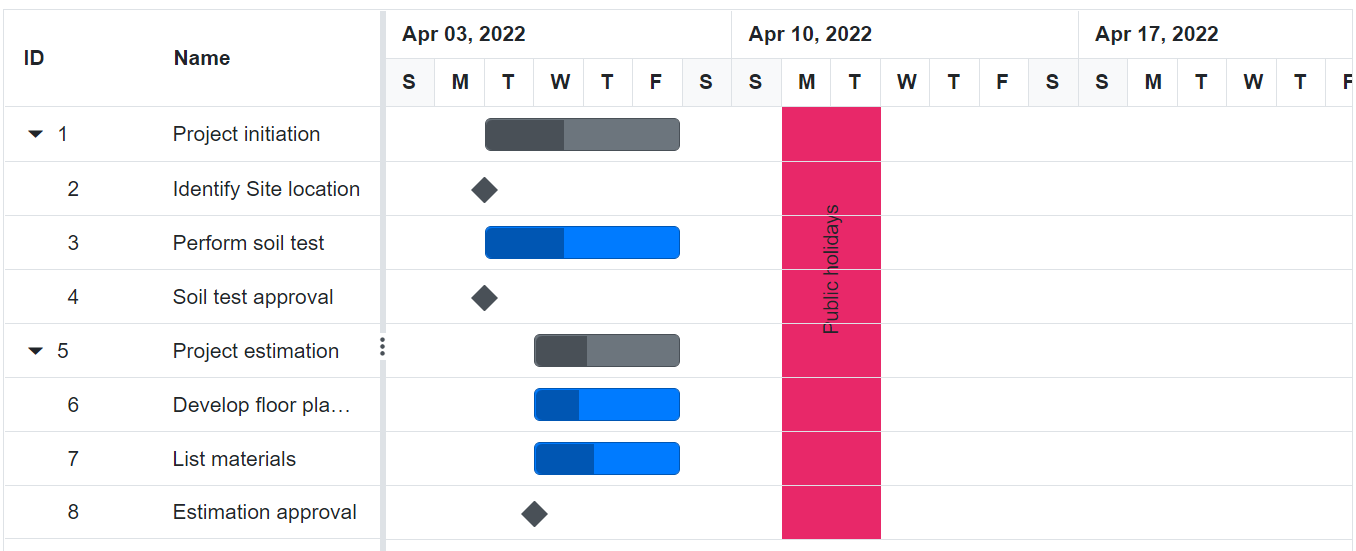 ID Name Apr 03, 2022 Apr 10, 2022 Apr 17, 2022
S M T W T F S S M T W T F S S M T W T F
1 Project initiation
2 Identify Site location
3 Perform soil test
4 Soil test approval
5 Project estimation
6 Develop floor pla…
7 List materials
8 Estimation approval
Public holidays